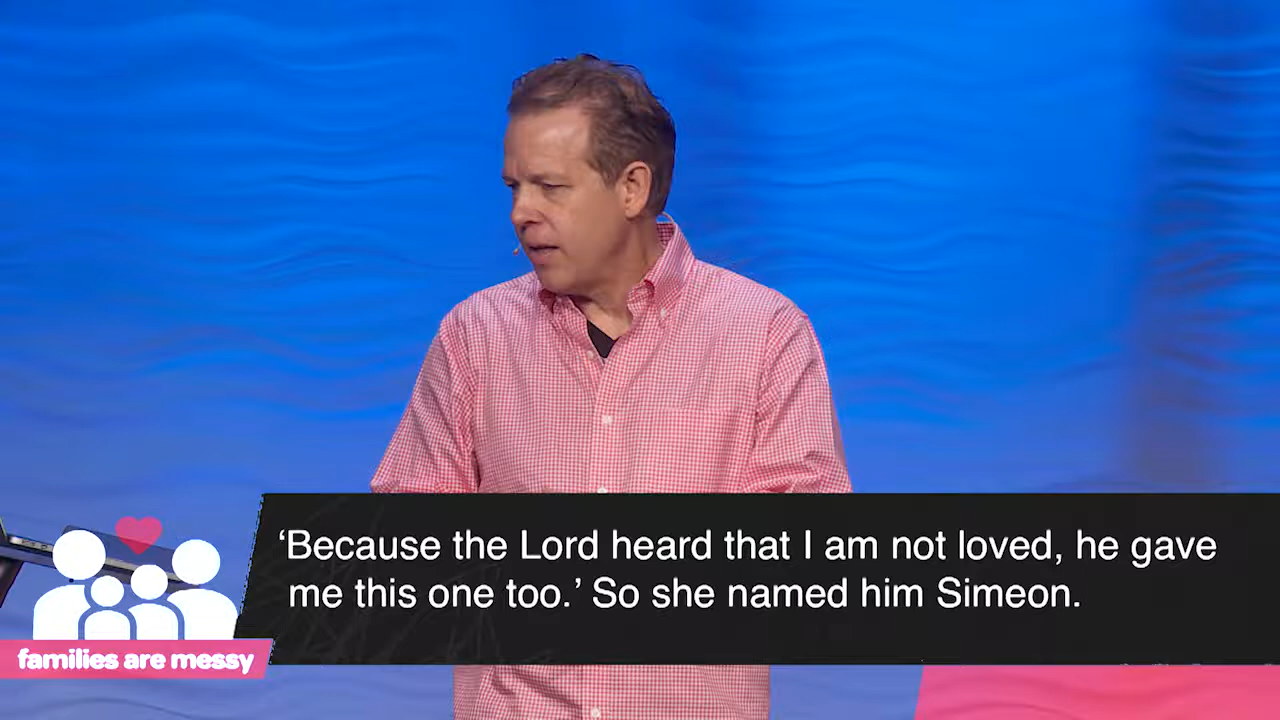 ‘Because the Lord heard that I am not loved, he gave
me this one too.’ So she named him Simeon.
families are messy